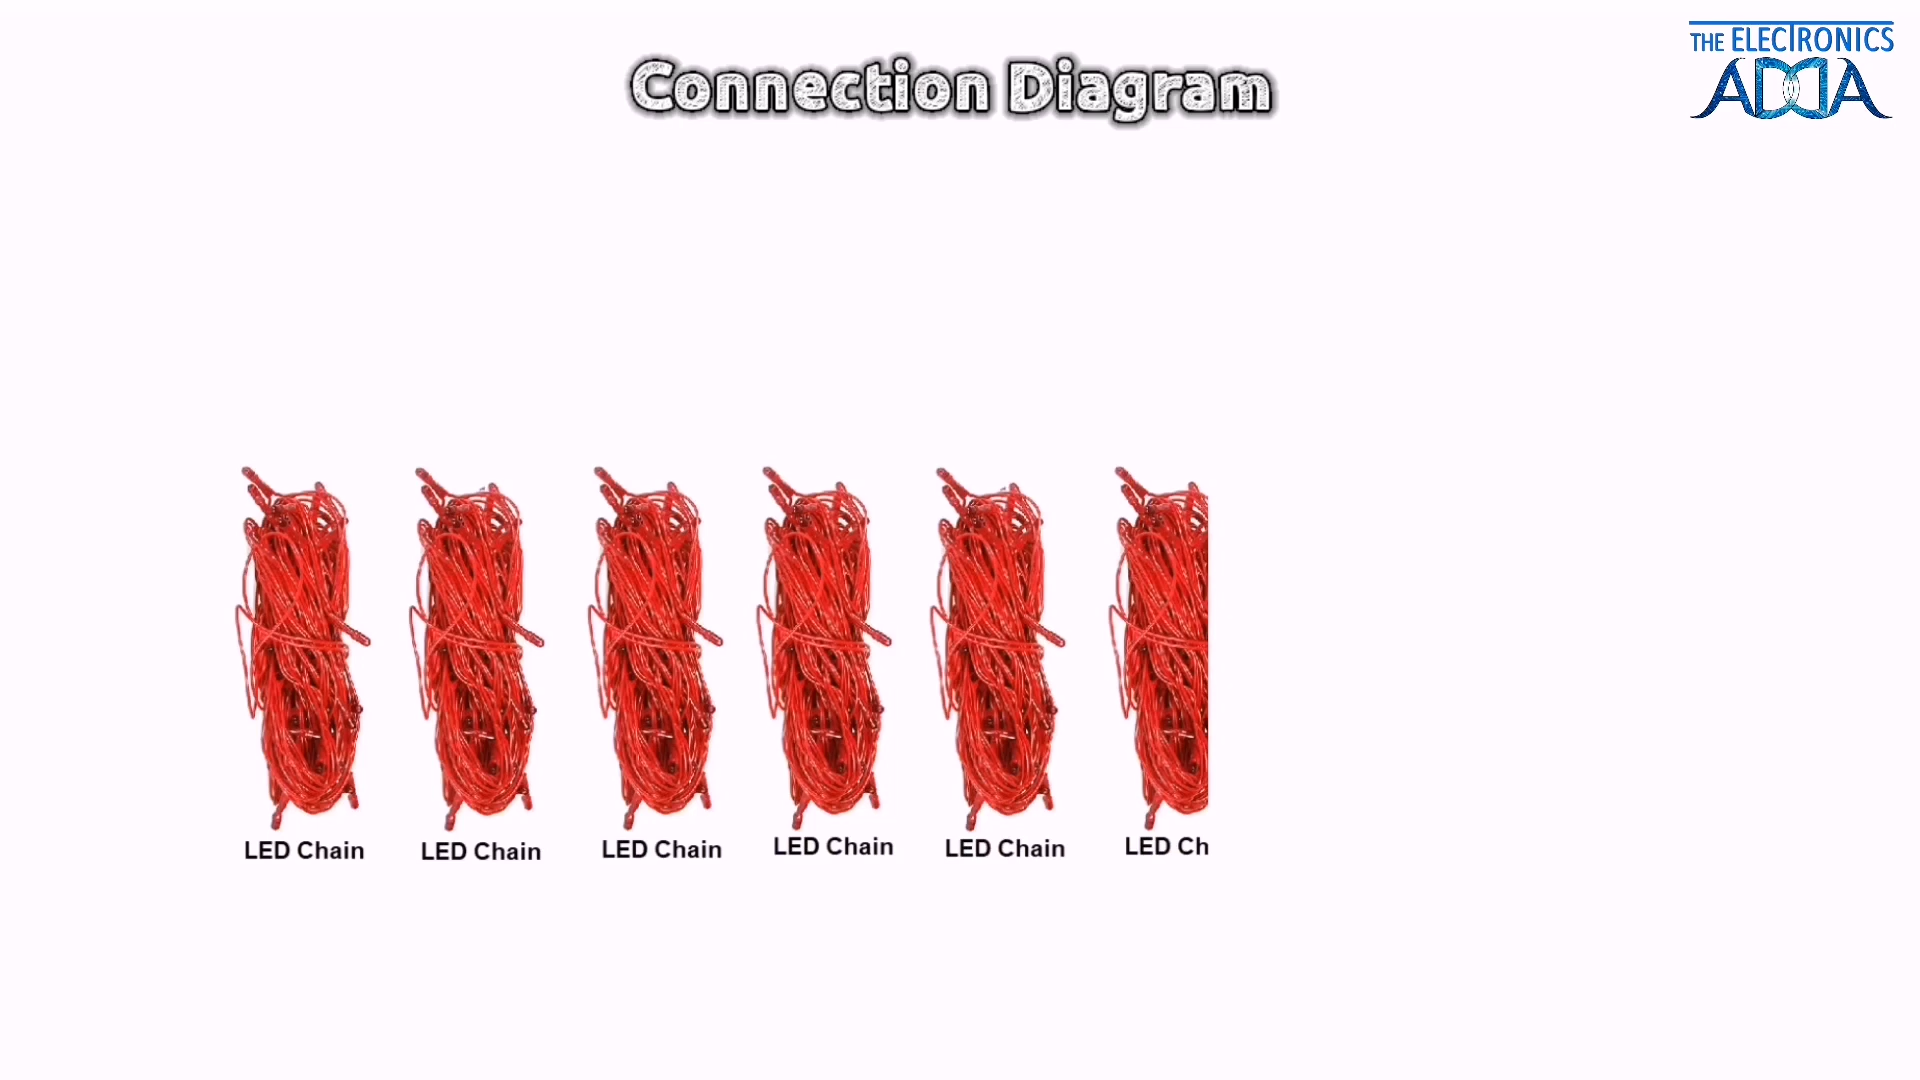 THE ELECTRONICS
ADDA
Connection Diagram
LED Chain
LED Chain
LED Chain
LED Chain
LED Chain
LED Ch